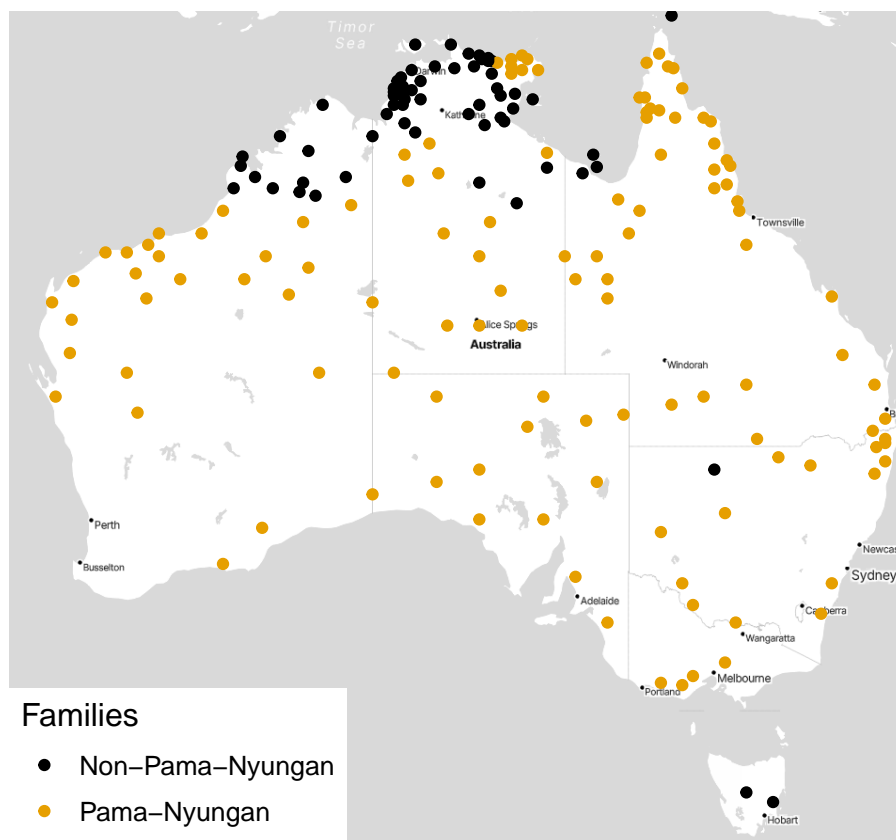 Timor
Sea
Darwin
Katherine
Townsville
Alice Springs
Australia
Windorah
B
Perth
Busselton
Newcas
Sydney
Adelaide
Canberra
Wangaratta
Melbourne
Portland
Hobart
Families
Non−Pama−Nyungan
Pama−Nyungan